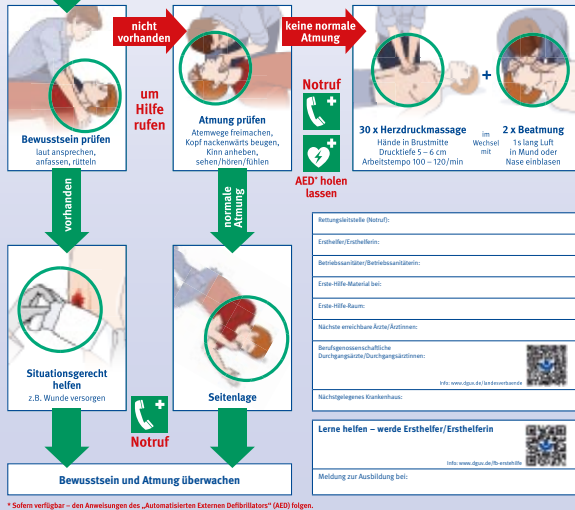 nicht
vorhanden
keine normale
Atmung
um
Hilfe
rufen
Notruf
AED* holen
lassen
Bewusstsein prüfen
laut ansprechen,
anfassen, rütteln
Atmung prüfen
Atemwege freimachen,
Kopf nackenwärts beugen,
Kinn anheben,
sehen/hören/fühlen
30 x Herzdruckmassage
Hände in Brustmitte
Drucktiefe 5 – 6 cm
Arbeitstempo 100 – 120/min
+
im
Wechsel
mit
2 x Beatmung
1 s lang Luft
in Mund oder
Nase einblasen
vorhanden
normale
Atmung
Situationsgerecht
helfen
z.B. Wunde versorgen
Seitenlage
Notruf
Bewusstsein und Atmung überwachen
Rettungsleitstelle (Notruf):
Ersthelfer/Ersthelferin:
Betriebssanitäter/Betriebssanitäterin:
Erste-Hilfe-Material bei:
Erste-Hilfe-Raum:
Nächste erreichbare Ärzte/Ärztinnen:
Berufsgenossenschaftliche
Durchgangsärzte/Durchgangsärztinnen:
Info: www.dguv.de/landesverbaende
Nächstgelegenes Krankenhaus:
Lerne helfen – werde Ersthelfer/Ersthelferin
Info: www.dguv.de/fb-erstehilfe
Meldung zur Ausbildung bei:
* Sofern verfügbar – den Anweisungen des „Automatisierten Externen Defibrillators“ (AED) folgen.